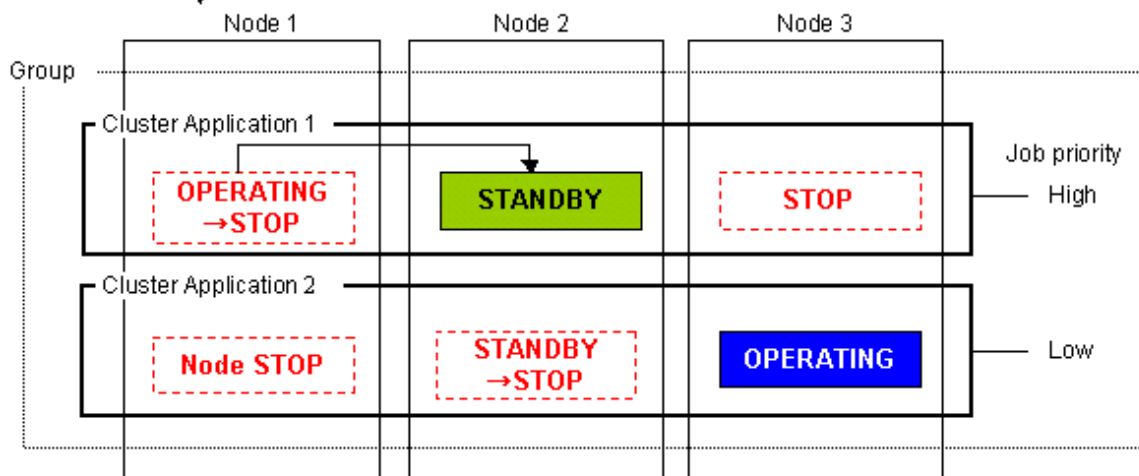 Node 1
Node 2
Node 3
Group
Cluster Application 1
Job priority
OPERATING
→STOP
STANDBY
STOP
High
Cluster Application 2
Node STOP
STANDBY
→STOP
OPERATING
Low